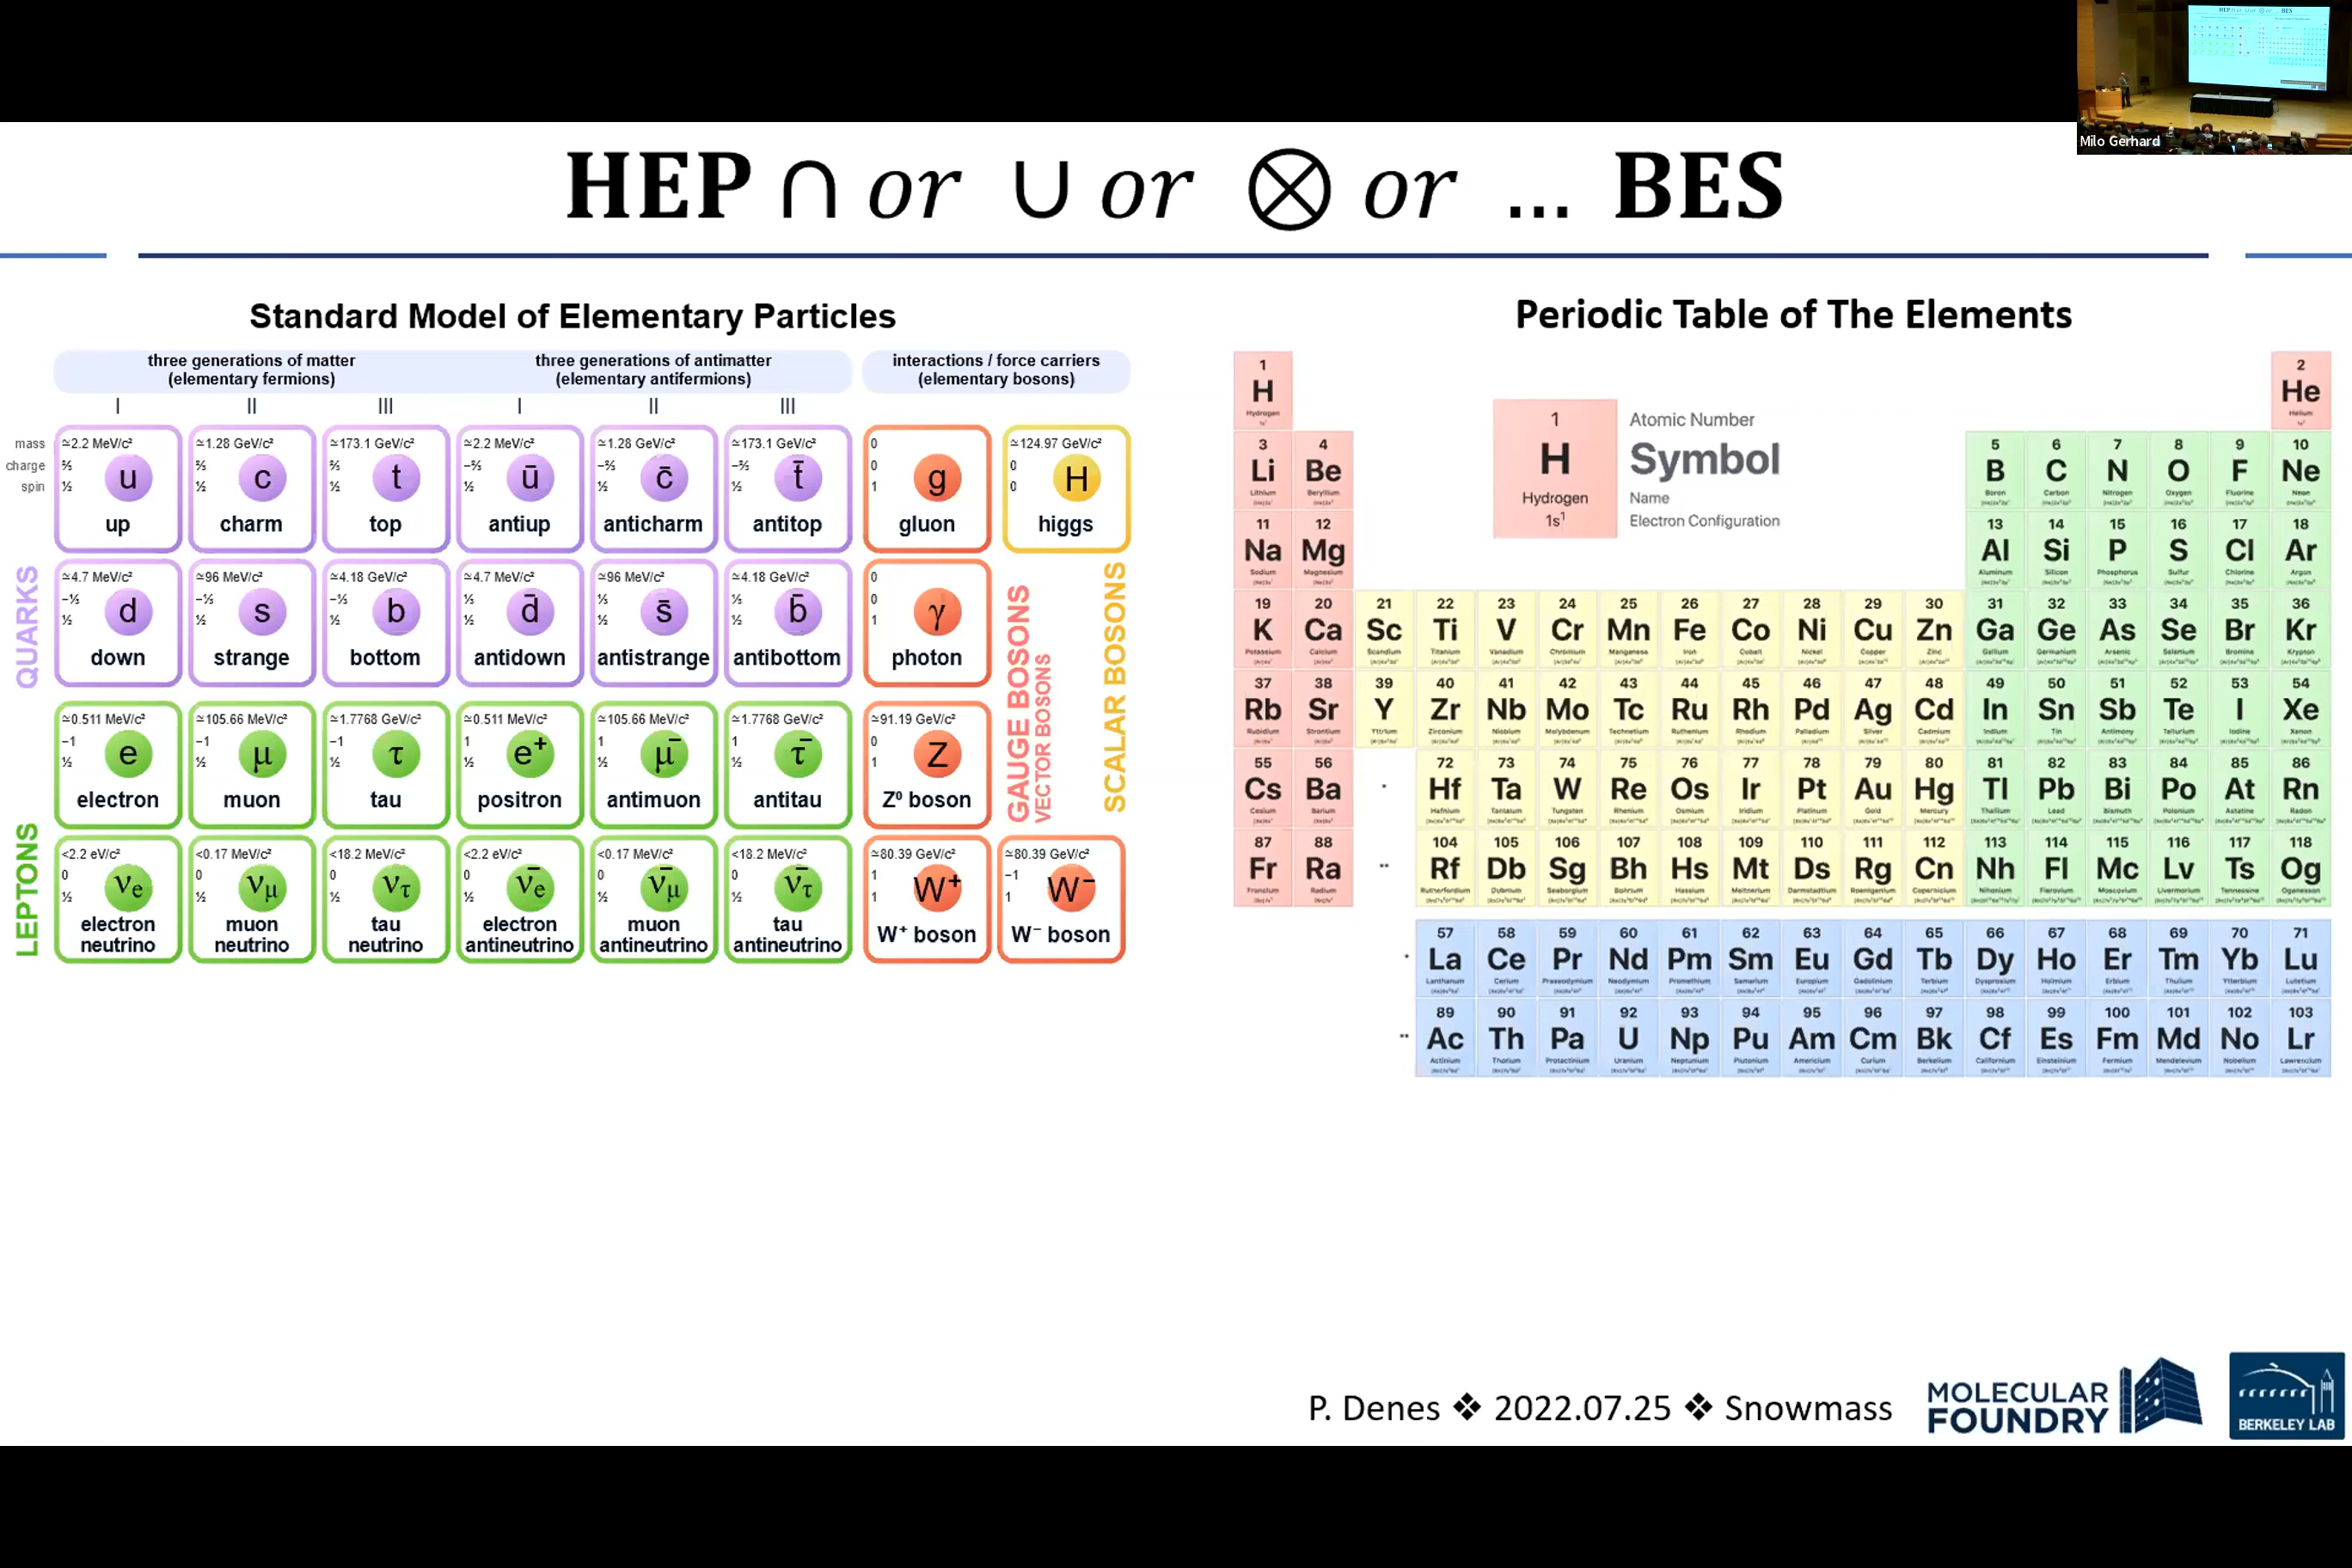 Milo Gerhard
HEP ∩ or ∪ or ⊗ or … BES
Standard Model of Elementary Particles
three generations of matter
(elementary fermions)
three generations of antimatter
(elementary antifermions)
interactions / force carriers
(elementary bosons)
I II III I II III
mass
charge
spin
≃2.2 MeV/c² ⅔ ½ u up
≃1.28 GeV/c² ⅔ ½ c charm
≃173.1 GeV/c² ⅔ ½ t top
≃2.2 MeV/c² −⅔ ½ ū antiup
≃1.28 GeV/c² −⅔ ½ c̄ anticharm
≃173.1 GeV/c² −⅔ ½ t̄ antitop
0 0 1 g gluon
≃124.97 GeV/c² 0 0 H higgs
QUARKS
≃4.7 MeV/c² −⅓ ½ d down
≃96 MeV/c² −⅓ ½ s strange
≃4.18 GeV/c² −⅓ ½ b bottom
≃4.7 MeV/c² ⅓ ½ d̄ antidown
≃96 MeV/c² ⅓ ½ s̄ antistrange
≃4.18 GeV/c² ⅓ ½ b̄ antibottom
0 0 1 γ photon
≃0.511 MeV/c² −1 ½ e electron
≃105.66 MeV/c² −1 ½ μ muon
≃1.7768 GeV/c² −1 ½ τ tau
≃0.511 MeV/c² 1 ½ e⁺ positron
≃105.66 MeV/c² 1 ½ μ̄ antimuon
≃1.7768 GeV/c² 1 ½ τ̄ antitau
≃91.19 GeV/c² 0 1 Z Z⁰ boson
GAUGE BOSONS
VECTOR BOSONS
SCALAR BOSONS
LEPTONS
<2.2 eV/c² 0 ½ νe electron neutrino
<0.17 MeV/c² 0 ½ νμ muon neutrino
<18.2 MeV/c² 0 ½ ντ tau neutrino
<2.2 eV/c² 0 ½ ν̄e electron antineutrino
<0.17 MeV/c² 0 ½ ν̄μ muon antineutrino
<18.2 MeV/c² 0 ½ ν̄τ tau antineutrino
≃80.39 GeV/c² 1 1 W⁺ W⁺ boson
≃80.39 GeV/c² −1 1 W⁻ W⁻ boson
Periodic Table of The Elements
1 H Hydrogen 1s¹
Atomic Number
Symbol
Name
Electron Configuration
1 2
H He
Hydrogen Helium
3 4 5 6 7 8 9 10
Li Be B C N O F Ne
Lithium Beryllium Boron Carbon Nitrogen Oxygen Fluorine Neon
11 12 13 14 15 16 17 18
Na Mg Al Si P S Cl Ar
Sodium Magnesium Aluminum Silicon Phosphorus Sulfur Chlorine Argon
19 20 21 22 23 24 25 26 27 28 29 30 31 32 33 34 35 36
K Ca Sc Ti V Cr Mn Fe Co Ni Cu Zn Ga Ge As Se Br Kr
Potassium Calcium Scandium Titanium Vanadium Chromium Manganese Iron Cobalt Nickel Copper Zinc Gallium Germanium Arsenic Selenium Bromine Krypton
37 38 39 40 41 42 43 44 45 46 47 48 49 50 51 52 53 54
Rb Sr Y Zr Nb Mo Tc Ru Rh Pd Ag Cd In Sn Sb Te I Xe
Rubidium Strontium Yttrium Zirconium Niobium Molybdenum Technetium Ruthenium Rhodium Palladium Silver Cadmium Indium Tin Antimony Tellurium Iodine Xenon
55 56 72 73 74 75 76 77 78 79 80 81 82 83 84 85 86
Cs Ba * Hf Ta W Re Os Ir Pt Au Hg Tl Pb Bi Po At Rn
Cesium Barium Hafnium Tantalum Tungsten Rhenium Osmium Iridium Platinum Gold Mercury Thallium Lead Bismuth Polonium Astatine Radon
87 88 104 105 106 107 108 109 110 111 112 113 114 115 116 117 118
Fr Ra ** Rf Db Sg Bh Hs Mt Ds Rg Cn Nh Fl Mc Lv Ts Og
Francium Radium Rutherfordium Dubnium Seaborgium Bohrium Hassium Meitnerium Darmstadtium Roentgenium Copernicium Nihonium Flerovium Moscovium Livermorium Tennessine Oganesson
57 58 59 60 61 62 63 64 65 66 67 68 69 70 71
* La Ce Pr Nd Pm Sm Eu Gd Tb Dy Ho Er Tm Yb Lu
Lanthanum Cerium Praseodymium Neodymium Promethium Samarium Europium Gadolinium Terbium Dysprosium Holmium Erbium Thulium Ytterbium Lutetium
89 90 91 92 93 94 95 96 97 98 99 100 101 102 103
** Ac Th Pa U Np Pu Am Cm Bk Cf Es Fm Md No Lr
Actinium Thorium Protactinium Uranium Neptunium Plutonium Americium Curium Berkelium Californium Einsteinium Fermium Mendelevium Nobelium Lawrencium
P. Denes ❖ 2022.07.25 ❖ Snowmass
MOLECULAR
FOUNDRY
BERKELEY LAB